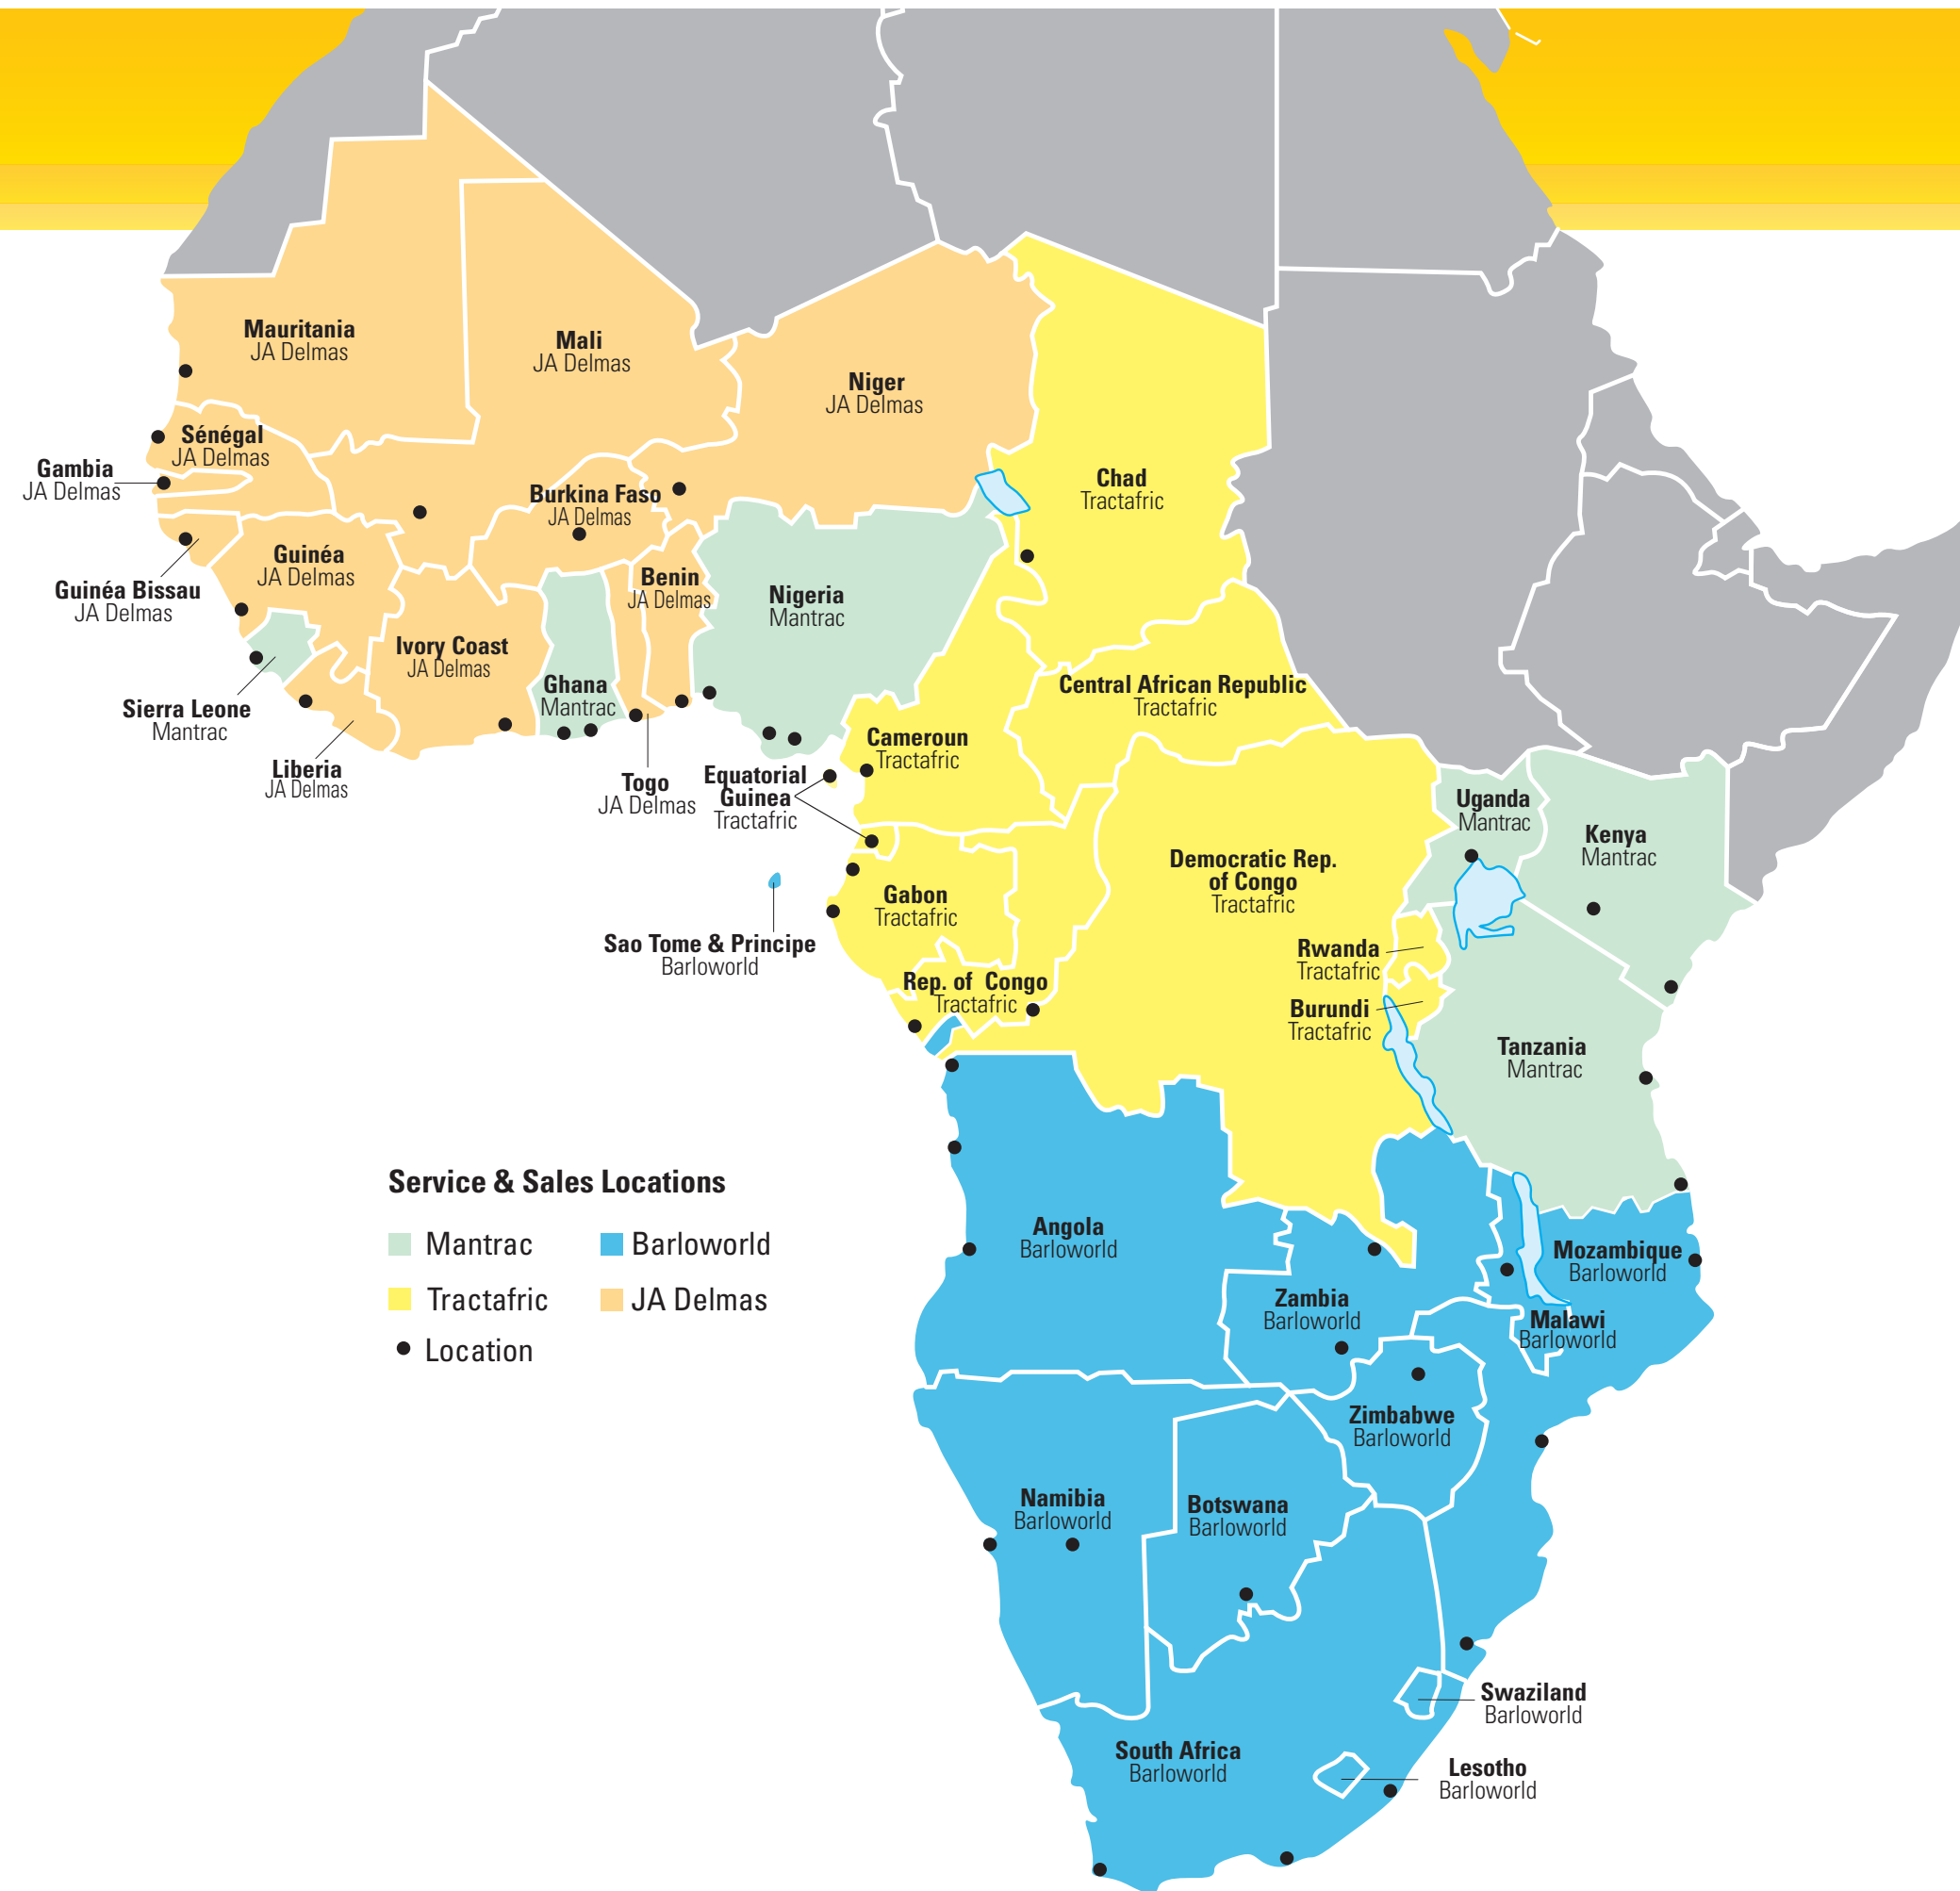 Mauritania
JA Delmas
Mali
JA Delmas
Niger
JA Delmas
Sénégal
JA Delmas
Gambia
JA Delmas
Chad
Tractafric
Burkina Faso
JA Delmas
Guinéa
JA Delmas
Guinéa Bissau
JA Delmas
Benin
JA Delmas
Nigeria
Mantrac
Ivory Coast
JA Delmas
Ghana
Mantrac
Central African Republic
Tractafric
Sierra Leone
Mantrac
Liberia
JA Delmas
Togo
JA Delmas
Equatorial
Guinea
Tractafric
Cameroun
Tractafric
Uganda
Mantrac
Kenya
Mantrac
Democratic Rep.
of Congo
Tractafric
Gabon
Tractafric
Sao Tome & Principe
Barloworld
Rwanda
Tractafric
Rep. of  Congo
Tractafric
Burundi
Tractafric
Tanzania
Mantrac
Service & Sales Locations
Mantrac
Barloworld
Tractafric
JA Delmas
Location
Angola
Barloworld
Mozambique
Barloworld
Zambia
Barloworld
Malawi
Barloworld
Zimbabwe
Barloworld
Namibia
Barloworld
Botswana
Barloworld
Swaziland
Barloworld
South Africa
Barloworld
Lesotho
Barloworld